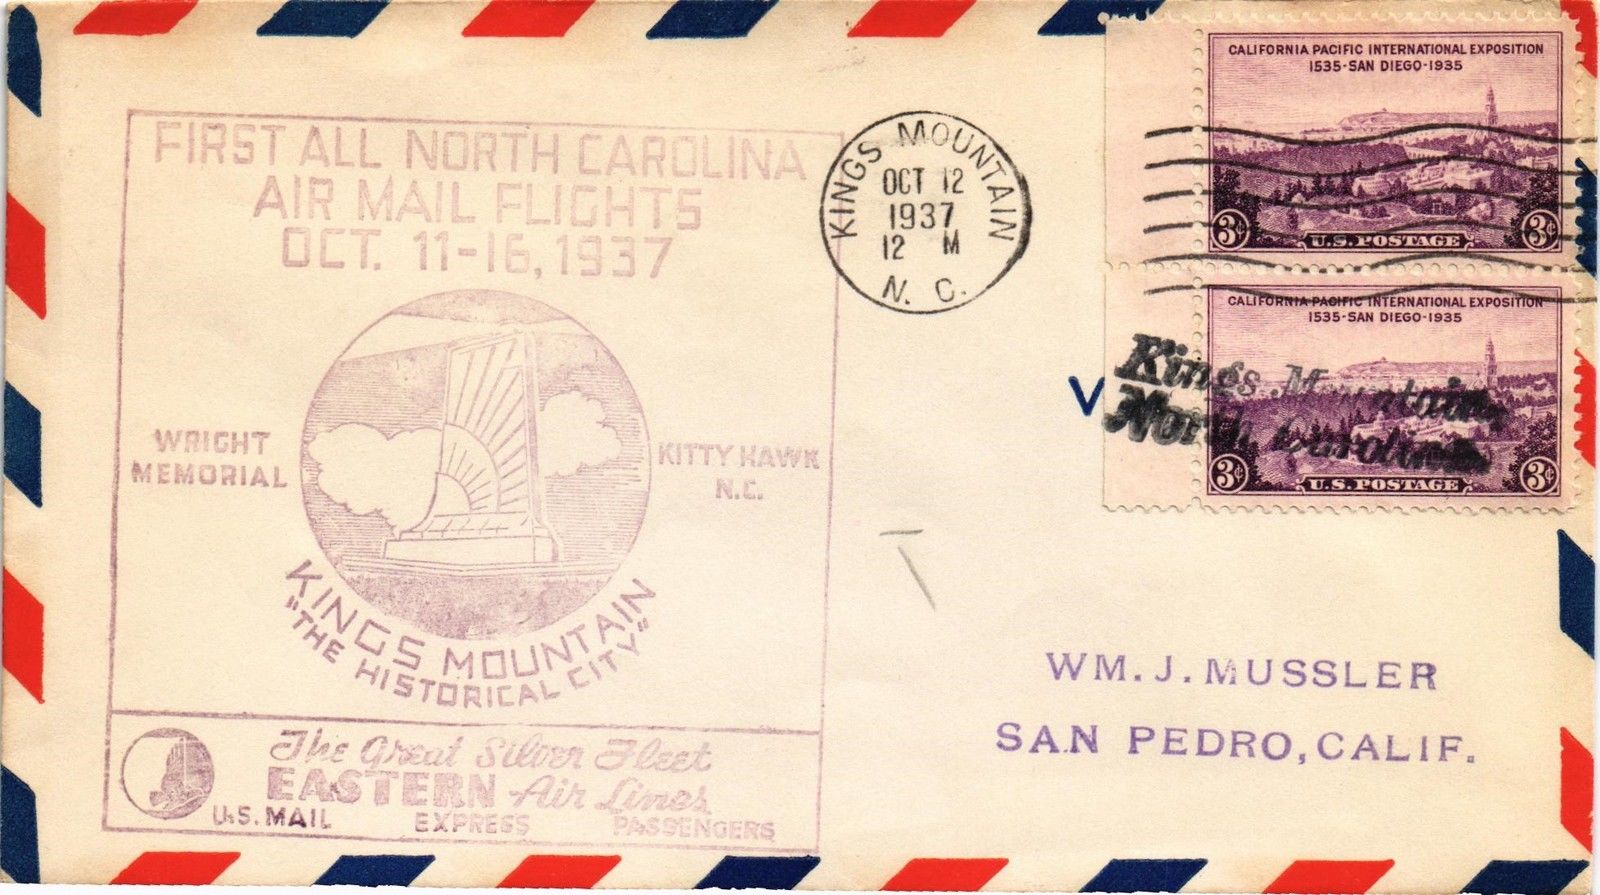 FIRST ALL NORTH CAROLINA
AIR MAIL FLIGHTS
OCT. 11-16, 1937
WRIGHT
MEMORIAL
KITTY HAWK
N.C.
KINGS MOUNTAIN
"THE HISTORICAL CITY"
The Great Silver Fleet
EASTERN Air Lines
U.S. MAIL EXPRESS PASSENGERS
KINGS MOUNTAIN
OCT 12
1937
12 M
N. C.
CALIFORNIA PACIFIC INTERNATIONAL EXPOSITION
1535-SAN DIEGO-1935
3¢ U.S. POSTAGE 3¢
CALIFORNIA PACIFIC INTERNATIONAL EXPOSITION
1535-SAN DIEGO-1935
3¢ U.S. POSTAGE 3¢
Kings Mountain,
North Carolina
WM. J. MUSSLER
SAN PEDRO, CALIF.